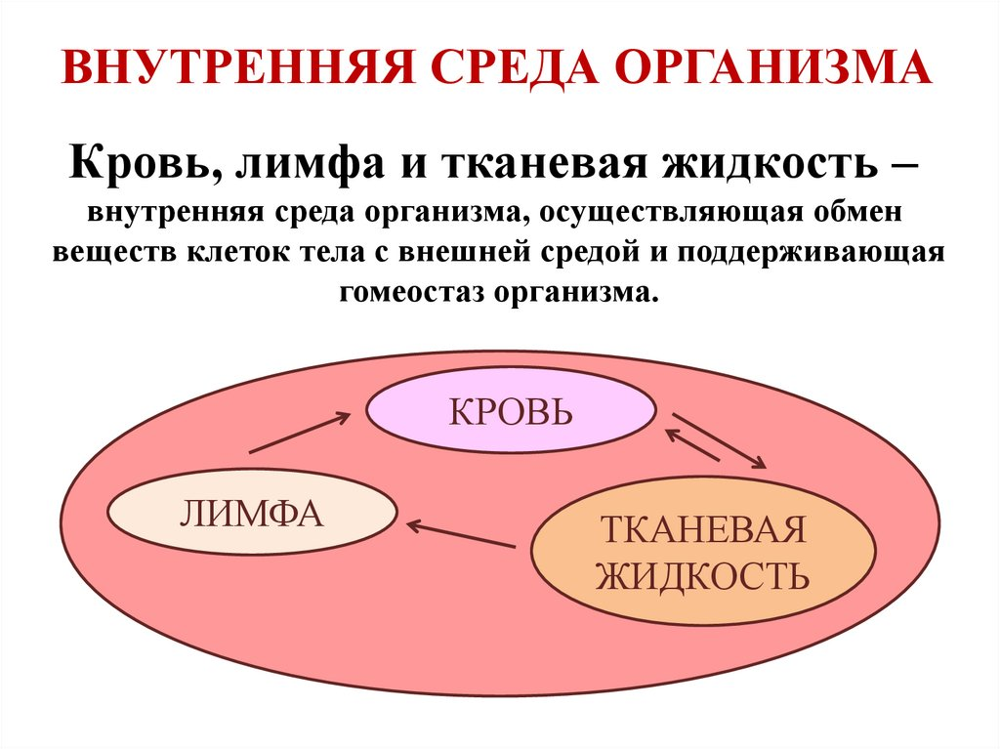 ВНУТРЕННЯЯ СРЕДА ОРГАНИЗМА
Кровь, лимфа и тканевая жидкость –
внутренняя среда организма, осуществляющая обмен
веществ клеток тела с внешней средой и поддерживающая
гомеостаз организма.
КРОВЬ
ЛИМФА
ТКАНЕВАЯ
ЖИДКОСТЬ